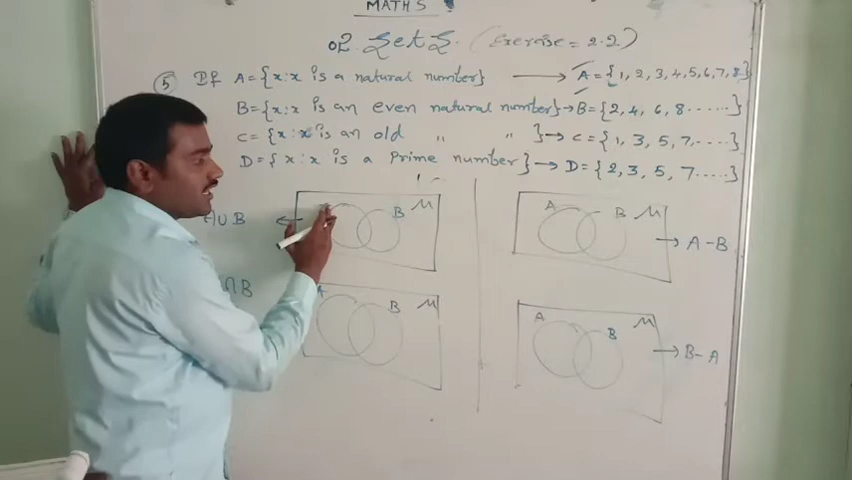 MATHS
02 Sets. (Exercise = 2.2)
5 If A={x:x is a natural number} → A={1,2,3,4,5,6,7,8}
B={x:x is an even natural number → B={2,4,6,8......}
C={x:x is an old " " } → C={1,3,5,7,.....}
D={x:x is a Prime number} → D={2,3,5,7.....}
A∪B ← B μ
A B μ → A-B
∩B A B μ
A B μ → B-A